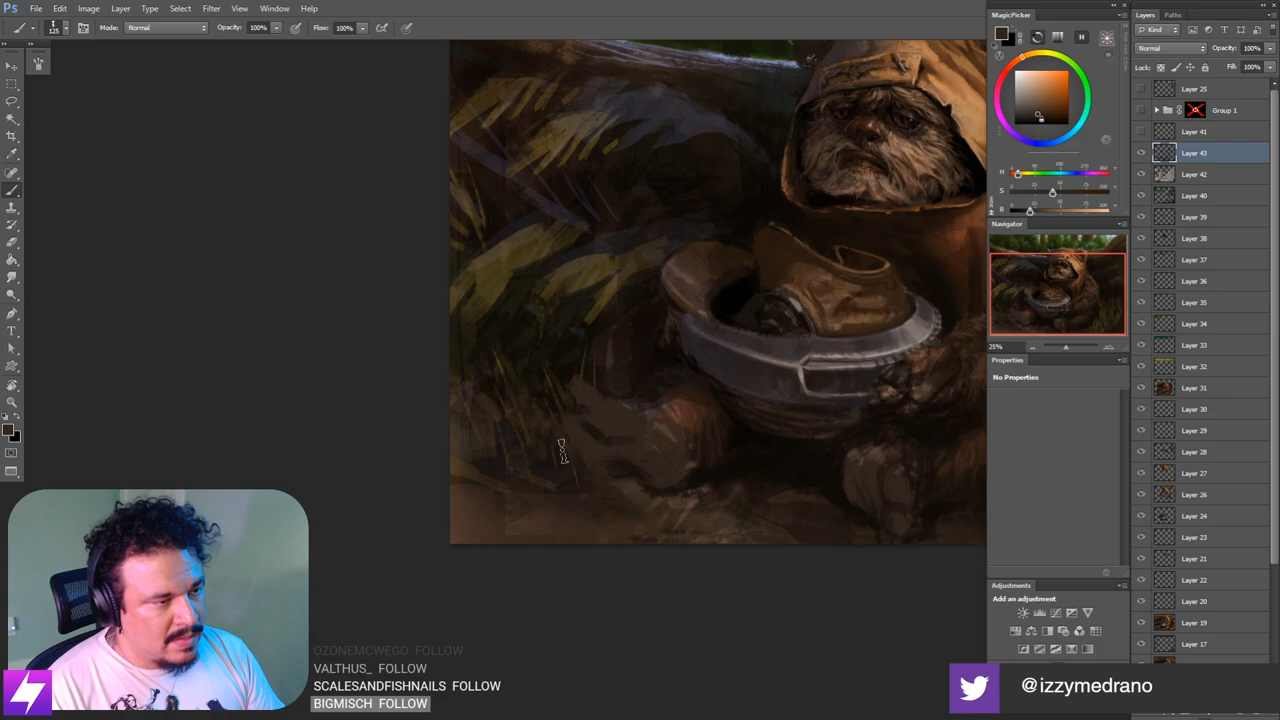 Ps File Edit Image Layer Type Select Filter View Window Help
125 Mode: Normal Opacity: 100% Flow: 100%
MagicPicker
H
H
S
B
Navigator
25%
Properties
No Properties
Adjustments
Add an adjustment
Layers Paths
Kind
Normal Opacity: 100%
Lock: Fill: 100%
Layer 25
Group 1
Layer 41
Layer 43
Layer 42
Layer 40
Layer 39
Layer 38
Layer 37
Layer 36
Layer 35
Layer 34
Layer 33
Layer 32
Layer 31
Layer 30
Layer 29
Layer 28
Layer 27
Layer 26
Layer 24
Layer 23
Layer 21
Layer 22
Layer 20
Layer 19
Layer 17
OZONEMCWEGO FOLLOW
VALTHUS_ FOLLOW
SCALESANDFISHNAILS FOLLOW
BIGMISCH FOLLOW
@izzymedrano